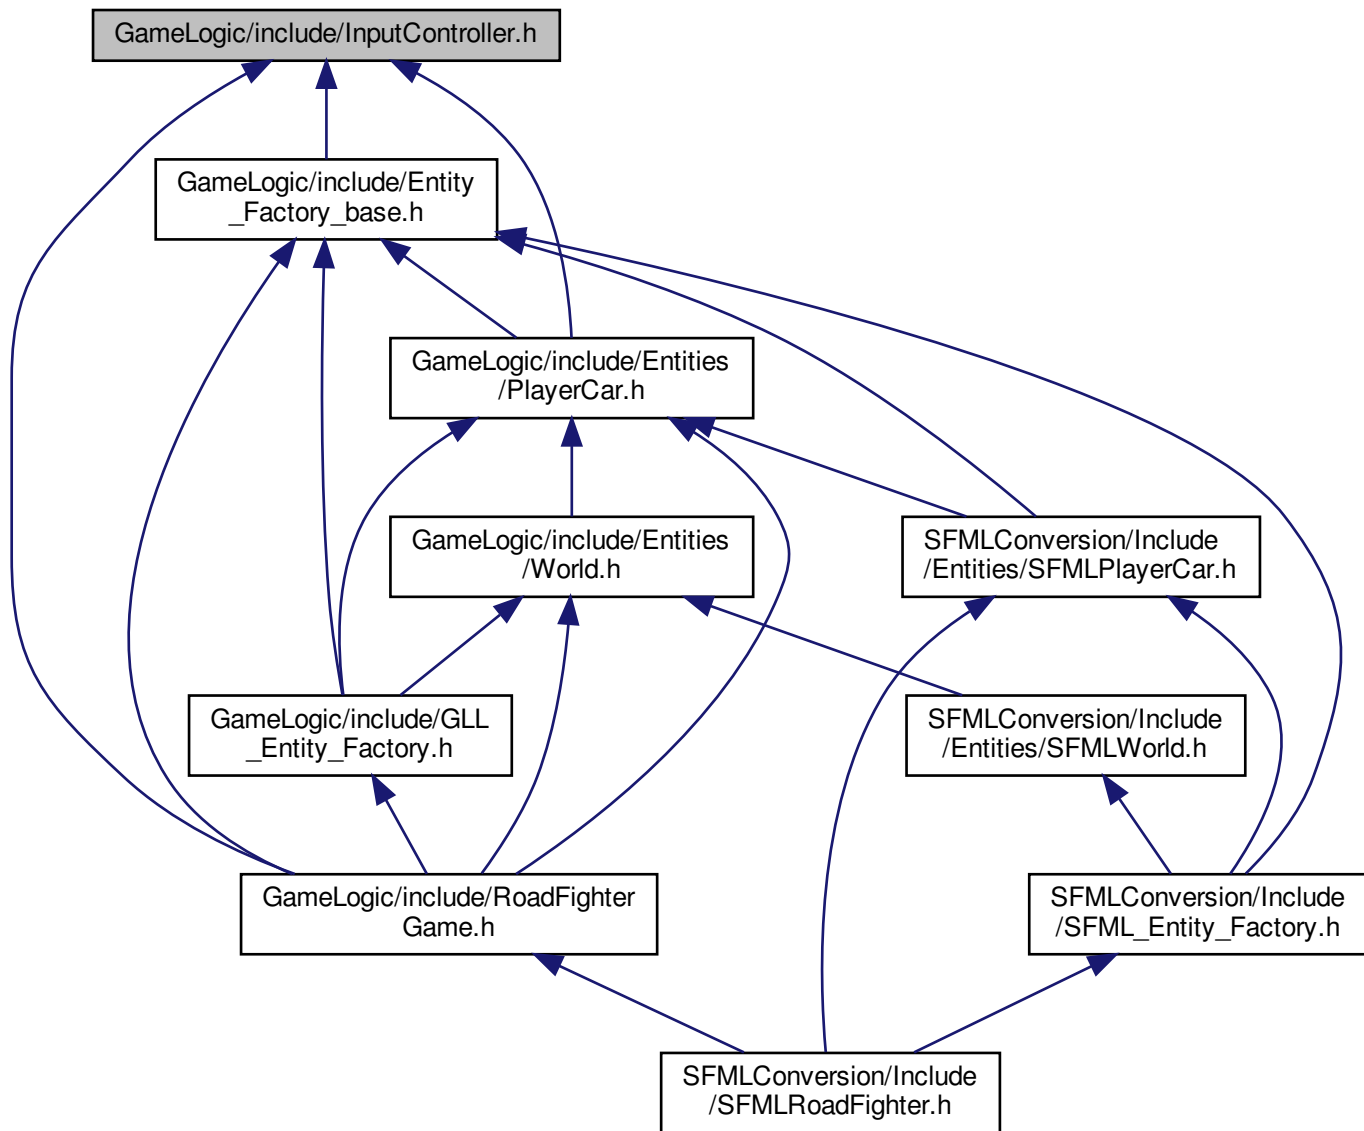 GameLogic/include/InputController.h
GameLogic/include/Entity
_Factory_base.h
GameLogic/include/Entities
/PlayerCar.h
GameLogic/include/Entities
/World.h
SFMLConversion/Include
/Entities/SFMLPlayerCar.h
GameLogic/include/GLL
_Entity_Factory.h
SFMLConversion/Include
/Entities/SFMLWorld.h
GameLogic/include/RoadFighter
Game.h
SFMLConversion/Include
/SFML_Entity_Factory.h
SFMLConversion/Include
/SFMLRoadFighter.h